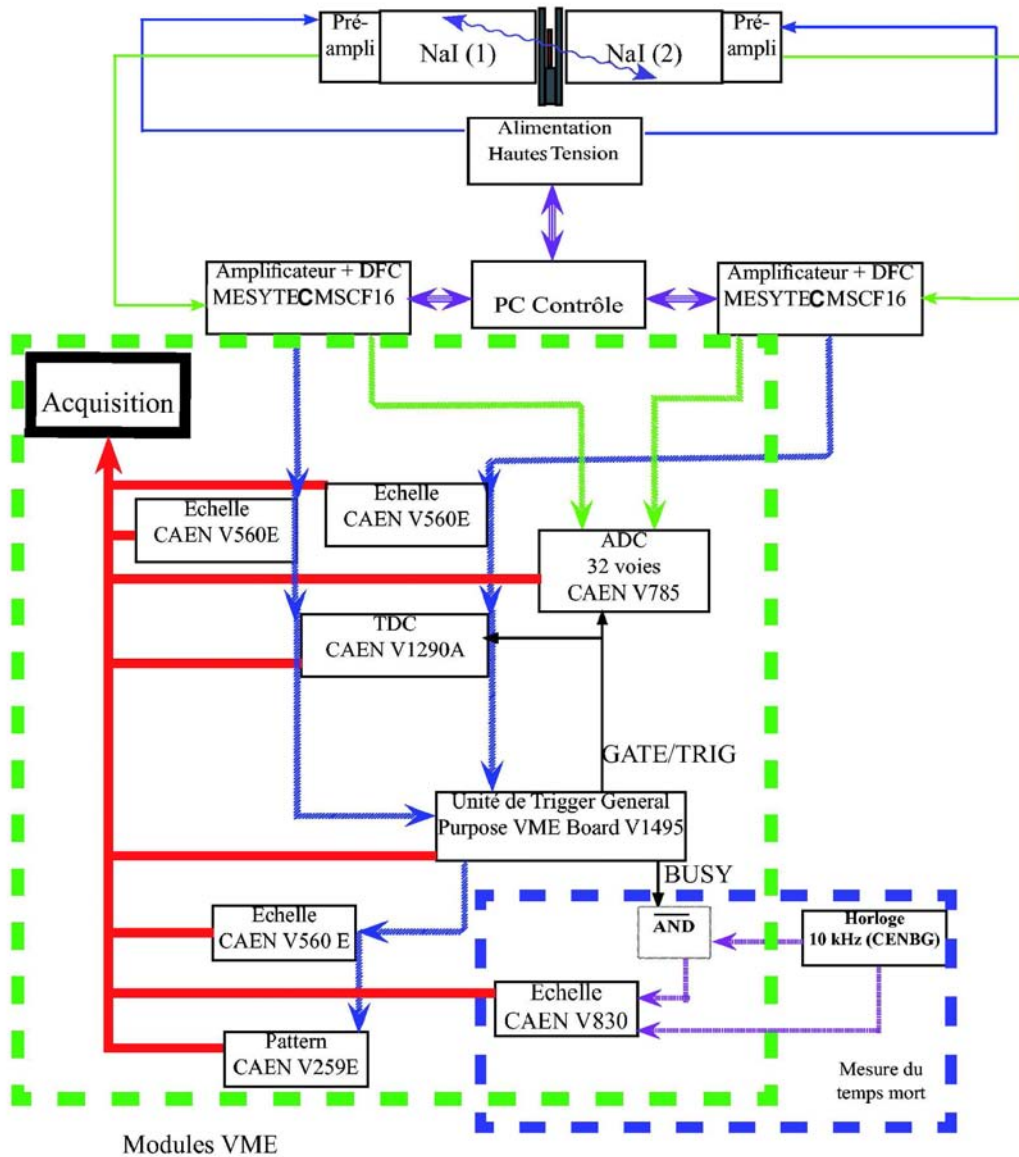 Pré-
ampli
NaI (1)
NaI (2)
Pré-
ampli
Alimentation
Hautes Tension
Amplificateur + DFC
MESYTECMSCF16
PC Contrôle
Amplificateur + DFC
MESYTECMSCF16
Acquisition
Echelle
CAEN V560E
Echelle
CAEN V560E
ADC
32 voies
CAEN V785
TDC
CAEN V1290A
GATE/TRIG
Unité de Trigger General
Purpose VME Board V1495
BUSY
AND
Horloge
10 kHz (CENBG)
Echelle
CAEN V560 E
Echelle
CAEN V830
Pattern
CAEN V259E
Mesure du
temps mort
Modules VME